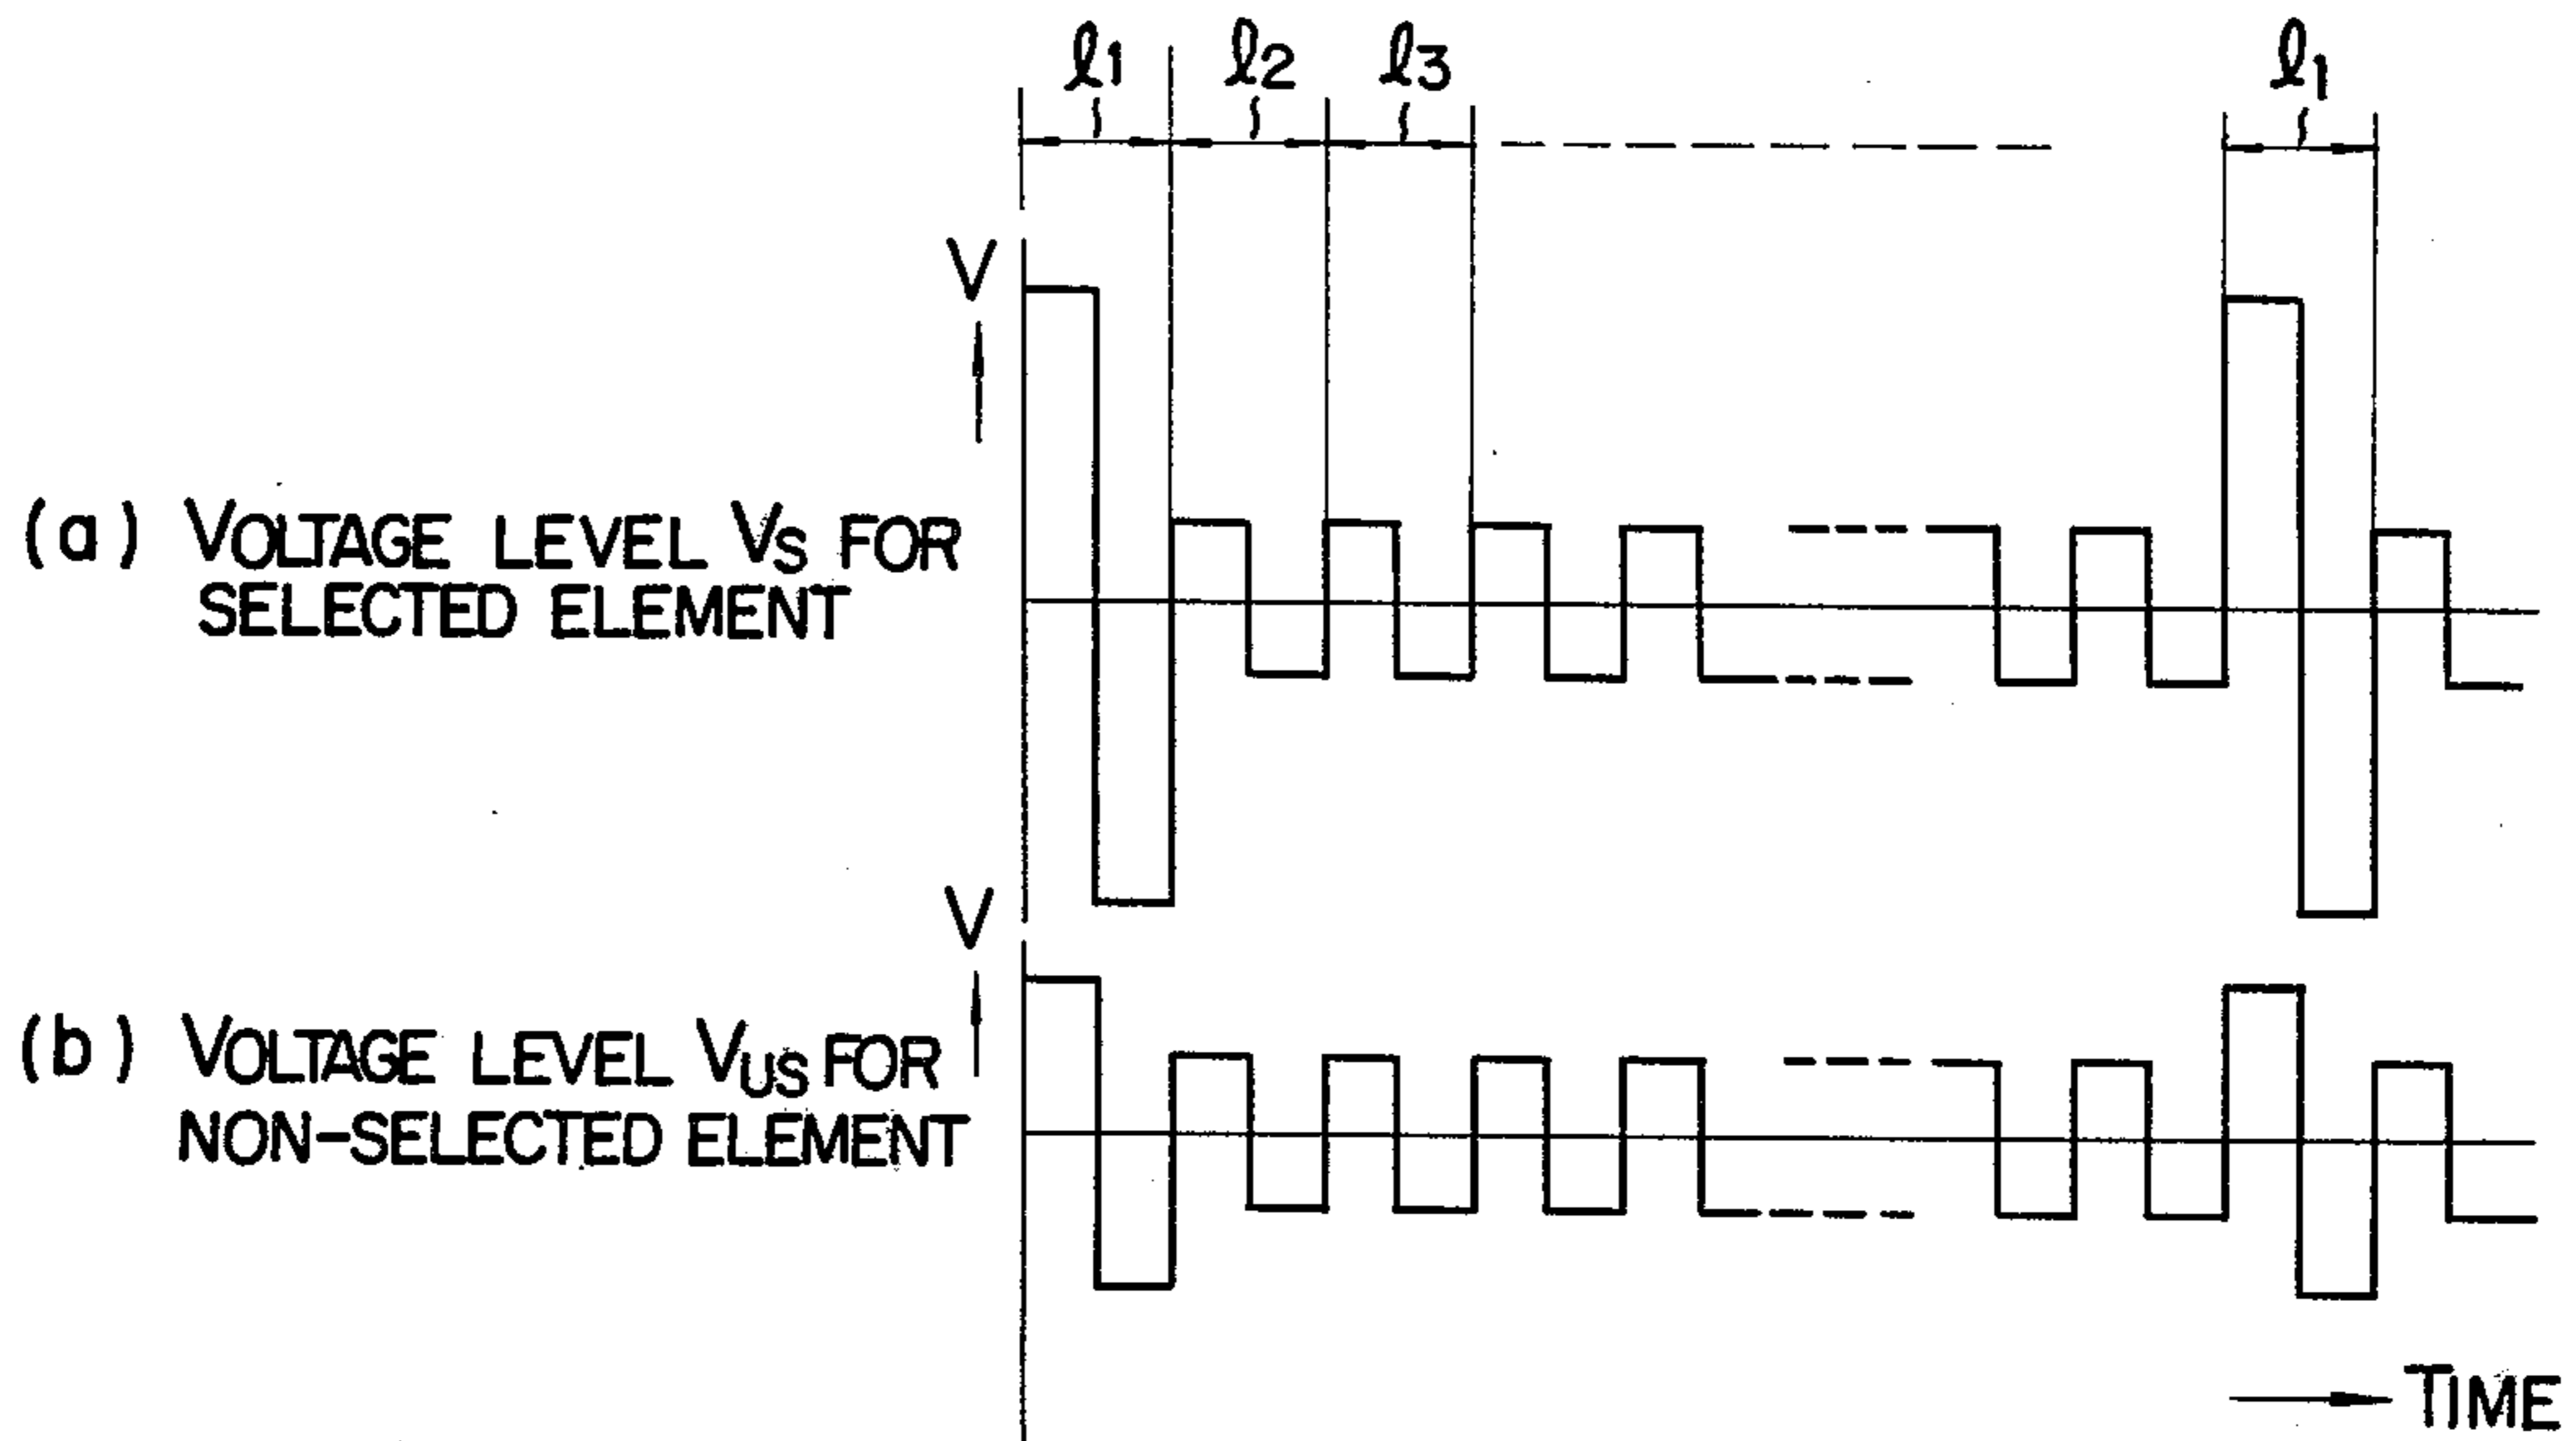 ℓ1 ℓ2 ℓ3 ℓ1
V
(a) VOLTAGE LEVEL VS FOR
SELECTED ELEMENT
V
(b) VOLTAGE LEVEL VUS FOR
NON-SELECTED ELEMENT
TIME